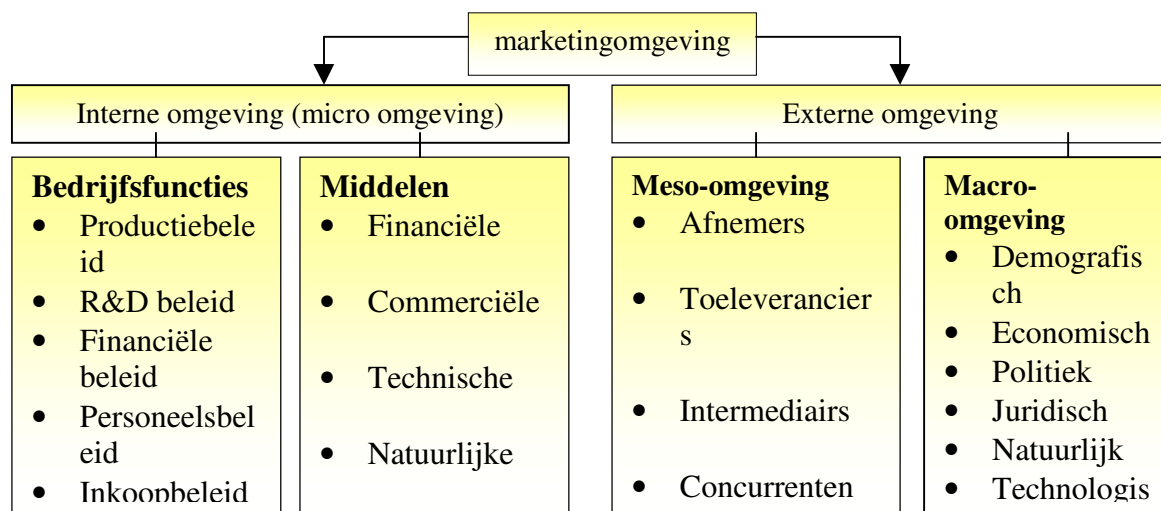 marketingomgeving
Interne omgeving (micro omgeving)
Externe omgeving
Bedrijfsfuncties
• Productiebele
id
• R&D beleid
• Financiële
beleid
• Personeelsbel
eid
• Inkoopbeleid
Middelen
• Financiële
• Commerciële
• Technische
• Natuurlijke
Meso-omgeving
• Afnemers
• Toeleverancier
s
• Intermediairs
• Concurrenten
Macro-
omgeving
• Demografis
ch
• Economisch
• Politiek
• Juridisch
• Natuurlijk
• Technologis